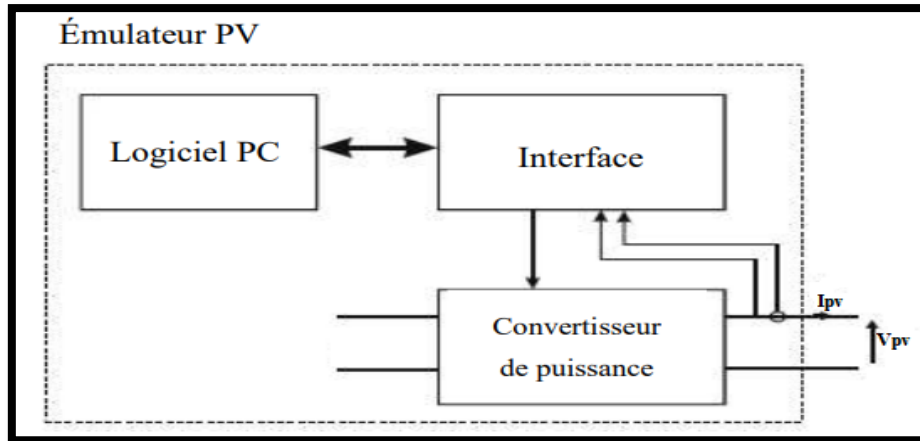 Émulateur PV
Logiciel PC
Interface
Convertisseur
de puissance
Ipv
Vpv